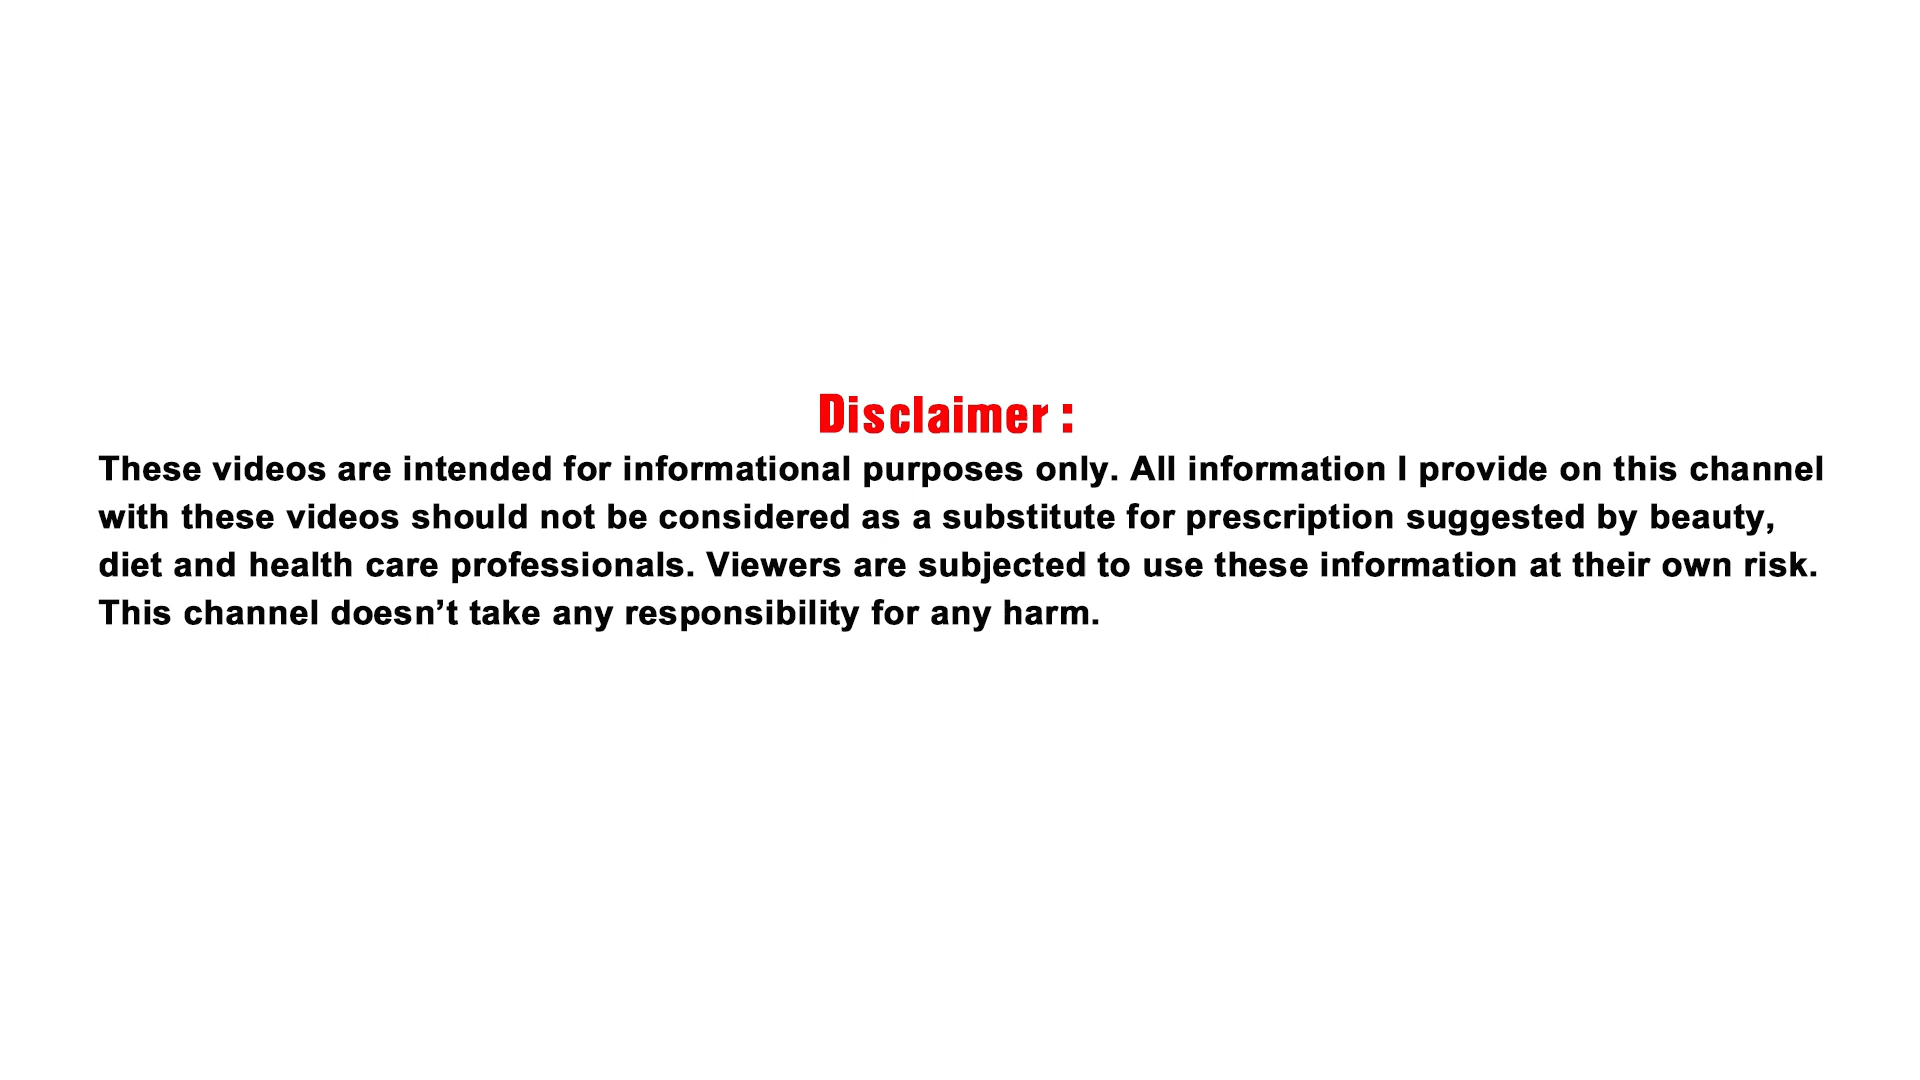 Disclaimer :
These videos are intended for informational purposes only. All information I provide on this channel
with these videos should not be considered as a substitute for prescription suggested by beauty,
diet and health care professionals. Viewers are subjected to use these information at their own risk.
This channel doesn’t take any responsibility for any harm.